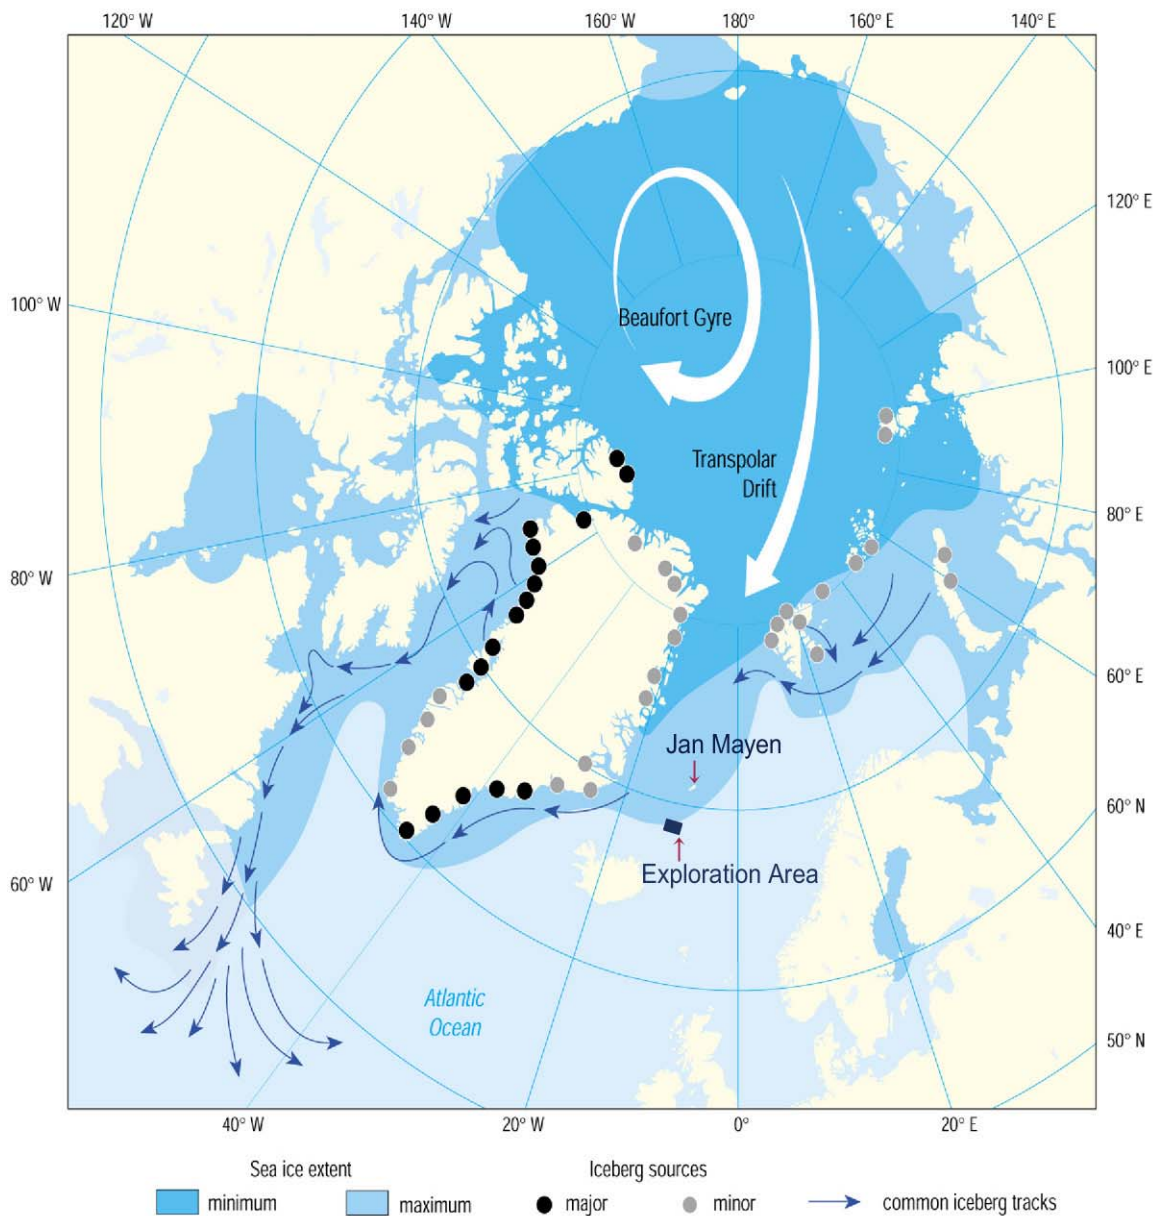 120° W
140° W
160° W
180°
160° E
140° E
120° E
100° W
Beaufort Gyre
100° E
Transpolar
Drift
80° E
80° W
60° E
Jan Mayen
60° N
Exploration Area
60° W
40° E
Atlantic
Ocean
50° N
40° W
20° W
0°
20° E
Sea ice extent
Iceberg sources
minimum
maximum
major
minor
common iceberg tracks